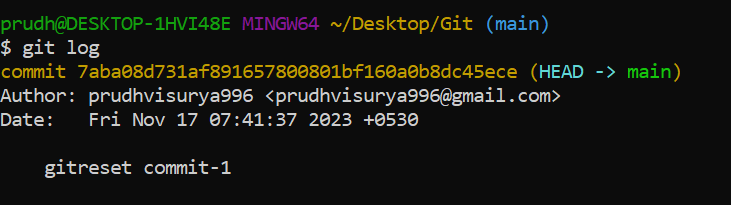 prudh@DESKTOP-1HVI48E MINGW64 ~/Desktop/Git (main)
$ git log
commit 7aba08d731af891657800801bf160a0b8dc45ece (HEAD -> main)
Author: prudhvisurya996 <prudhvisurya996@gmail.com>
Date:   Fri Nov 17 07:41:37 2023 +0530
    gitreset commit-1